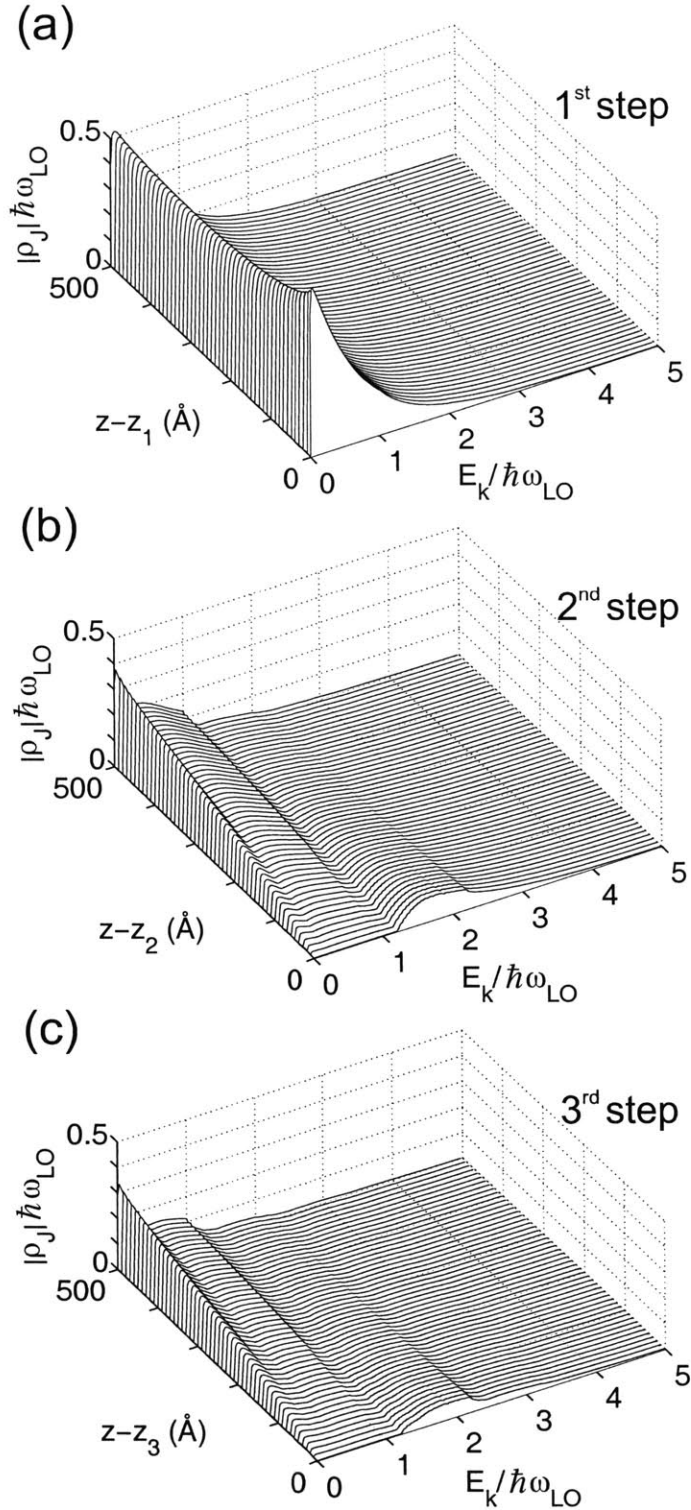 (a)
1st step
0.5
|ρJ|ħωLO
0
500
z−z1 (Å)
0
0
1
2
3
4
5
Ek/ħωLO
(b)
2nd step
0.5
|ρJ|ħωLO
0
500
z−z2 (Å)
0
0
1
2
3
4
5
Ek/ħωLO
(c)
3rd step
0.5
|ρJ|ħωLO
0
500
z−z3 (Å)
0
0
1
2
3
4
5
Ek/ħωLO